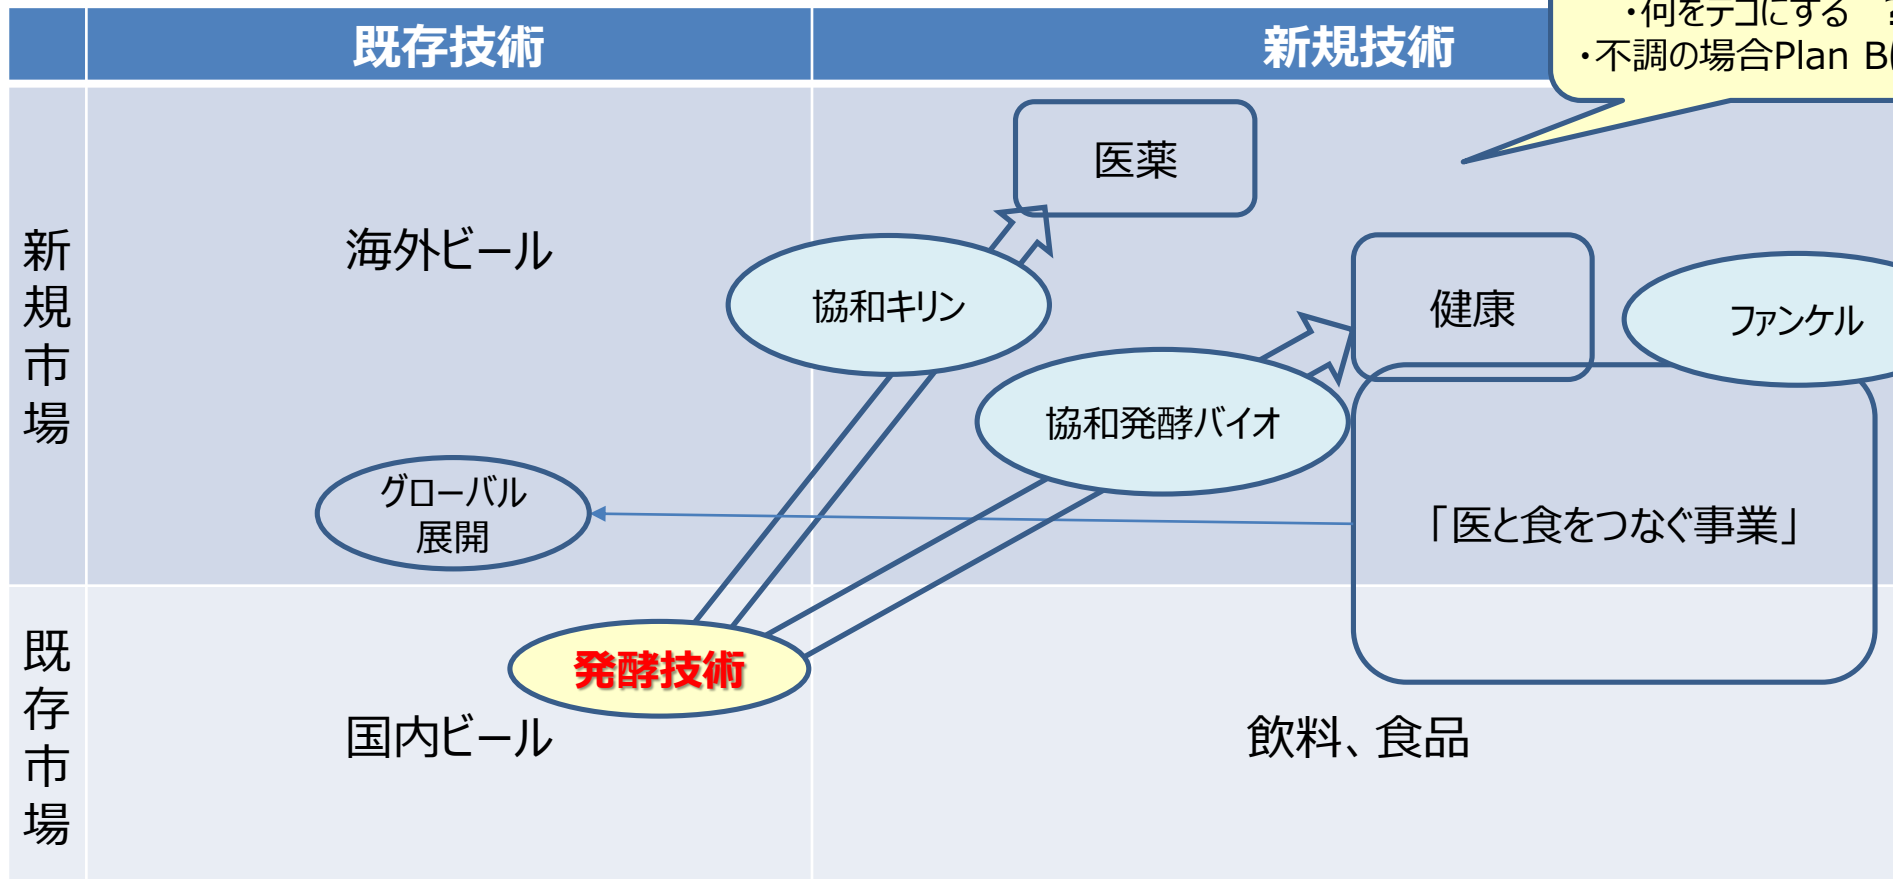 ・何をテコにする ?
・不調の場合Plan B
既存技術
新規技術
医薬
新規市場
海外ビール
協和キリン
健康
ファンケル
協和発酵バイオ
グローバル
展開
「医と食をつなぐ事業」
既存市場
発酵技術
国内ビール
飲料、食品